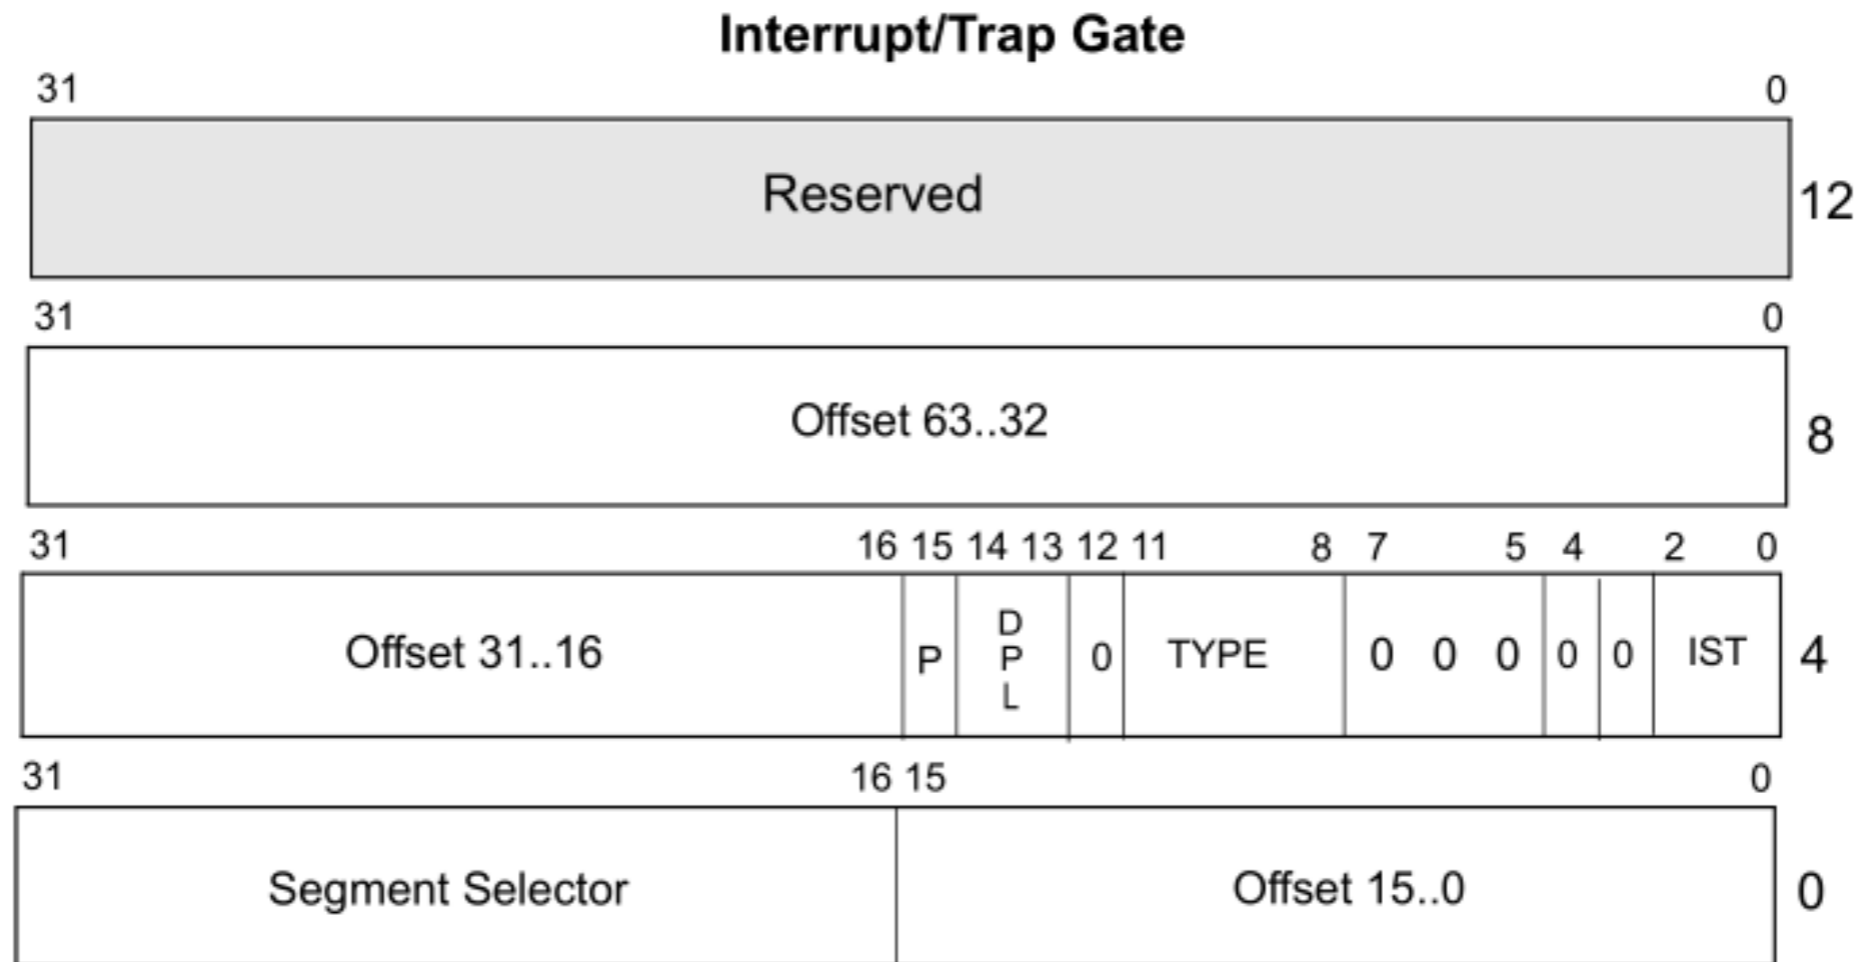 Interrupt/Trap Gate
31 0
Reserved 12
31 0
Offset 63..32 8
31 16 15 14 13 12 11 8 7 5 4 2 0
Offset 31..16 P DPL 0 TYPE 0 0 0 0 0 IST 4
31 16 15 0
Segment Selector Offset 15..0 0